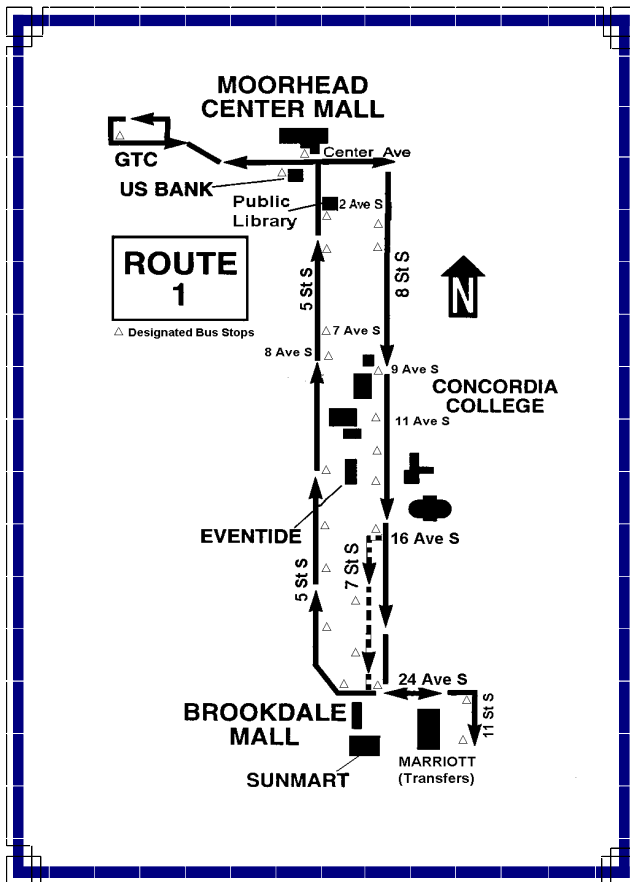 MOORHEAD
CENTER MALL
Center Ave
GTC
US BANK
Public
Library
2 Ave S
ROUTE
1
5 St S
8 St S
N
△ Designated Bus Stops
7 Ave S
8 Ave S
9 Ave S
CONCORDIA
COLLEGE
11 Ave S
EVENTIDE
16 Ave S
5 St S
7 St S
24 Ave S
11 St S
BROOKDALE
MALL
MARRIOTT
(Transfers)
SUNMART